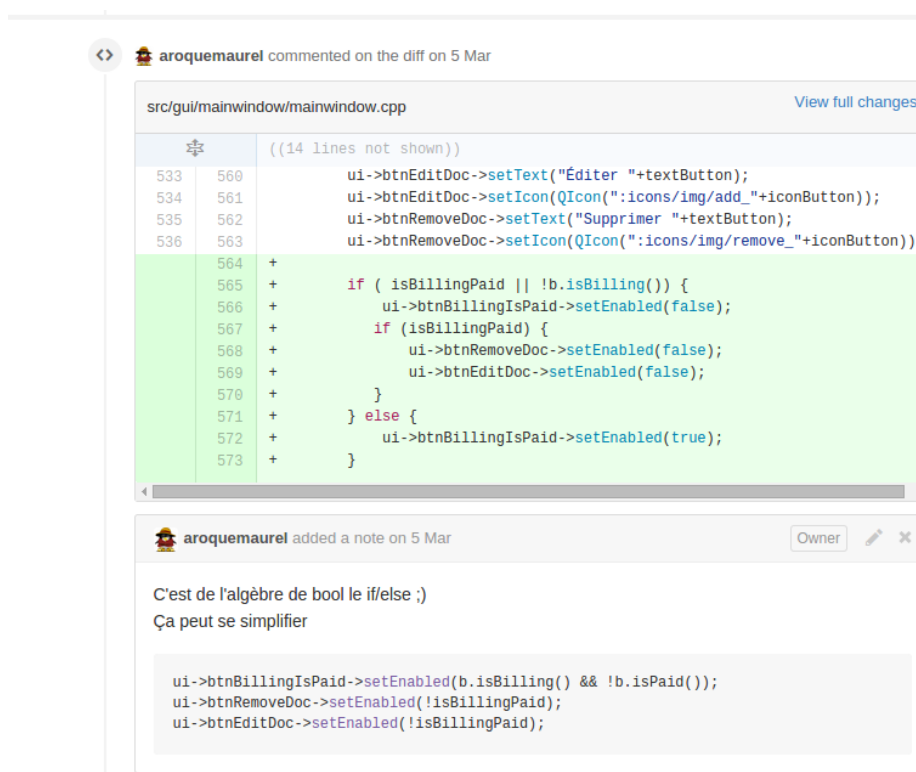 aroquemaurel commented on the diff on 5 Mar
src/gui/mainwindow/mainwindow.cpp View full changes
((14 lines not shown))
533 560 ui->btnEditDoc->setText("Éditer "+textButton);
534 561 ui->btnEditDoc->setIcon(QIcon(":icons/img/add_"+iconButton));
535 562 ui->btnRemoveDoc->setText("Supprimer "+textButton);
536 563 ui->btnRemoveDoc->setIcon(QIcon(":icons/img/remove_"+iconButton))
564 +
565 + if ( isBillingPaid || !b.isBilling()) {
566 + ui->btnBillingIsPaid->setEnabled(false);
567 + if (isBillingPaid) {
568 + ui->btnRemoveDoc->setEnabled(false);
569 + ui->btnEditDoc->setEnabled(false);
570 + }
571 + } else {
572 + ui->btnBillingIsPaid->setEnabled(true);
573 + }
aroquemaurel added a note on 5 Mar Owner
C'est de l'algèbre de bool le if/else ;)
Ça peut se simplifier
ui->btnBillingIsPaid->setEnabled(b.isBilling() && !b.isPaid());
ui->btnRemoveDoc->setEnabled(!isBillingPaid);
ui->btnEditDoc->setEnabled(!isBillingPaid);